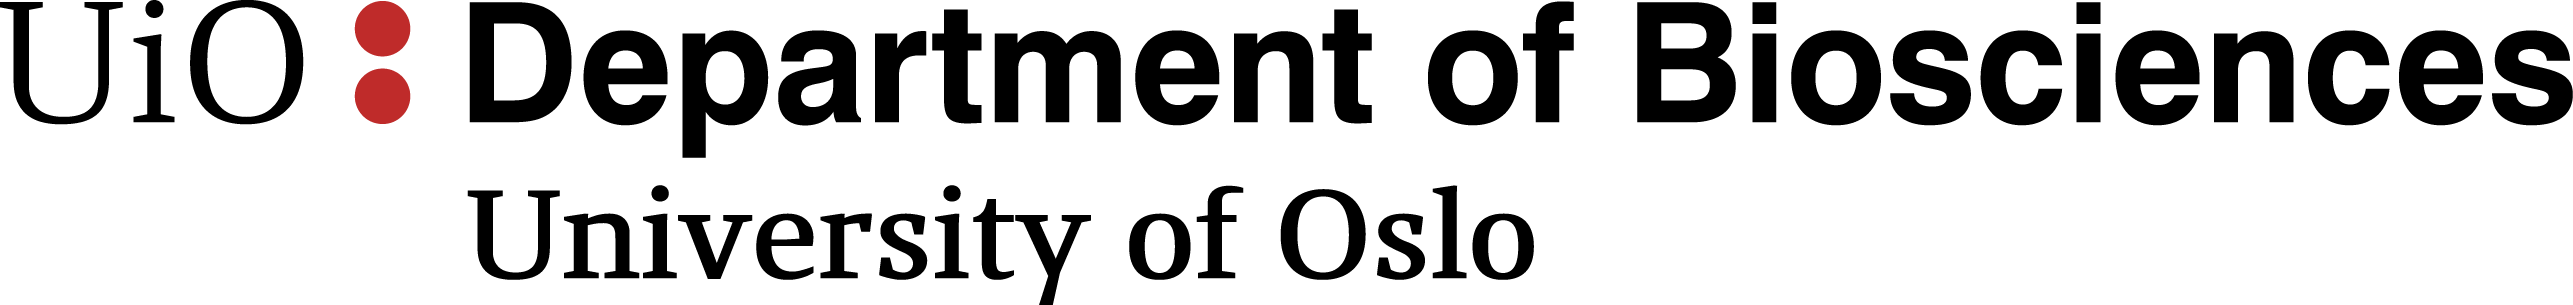 UiO : Department of Biosciences
University of Oslo